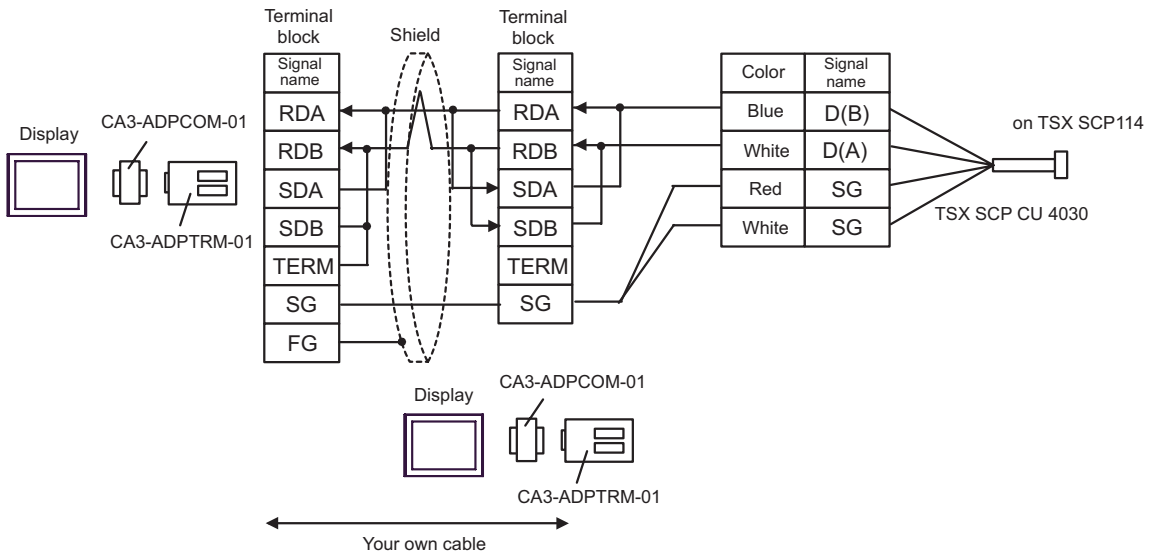 Terminal
block
Shield
Terminal
block
Signal
name
RDA
RDB
SDA
SDB
TERM
SG
FG
Signal
name
RDA
RDB
SDA
SDB
TERM
SG
Color
Signal
name
Blue
D(B)
White
D(A)
Red
SG
White
SG
Display
CA3-ADPCOM-01
CA3-ADPTRM-01
on TSX SCP114
TSX SCP CU 4030
Display
CA3-ADPCOM-01
CA3-ADPTRM-01
Your own cable